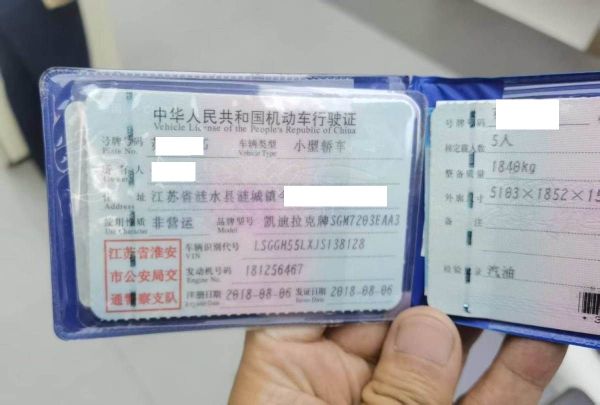 中华人民共和国机动车行驶证
Vehicle License of the People's Republic of China
号牌号码 车辆类型 小型轿车
Plate No. Vehicle Type
所有人
住址 江苏省涟水县涟城镇
Address
使用性质 非营运 品牌型号 凯迪拉克牌SGM7203EAA3
Use Character Model
江苏省淮安
市公安局交
通警察支队
车辆识别代号 LSGGH55LXJS138128
VIN
发动机号码 181256467
Engine No.
注册日期 2018-08-06 发证日期 2018-08-06
Register Date Issue Date
号牌号码
核定载人数 5人
整备质量 1840kg
外廓尺寸 5103×1852×15
备注
检验记录 汽油